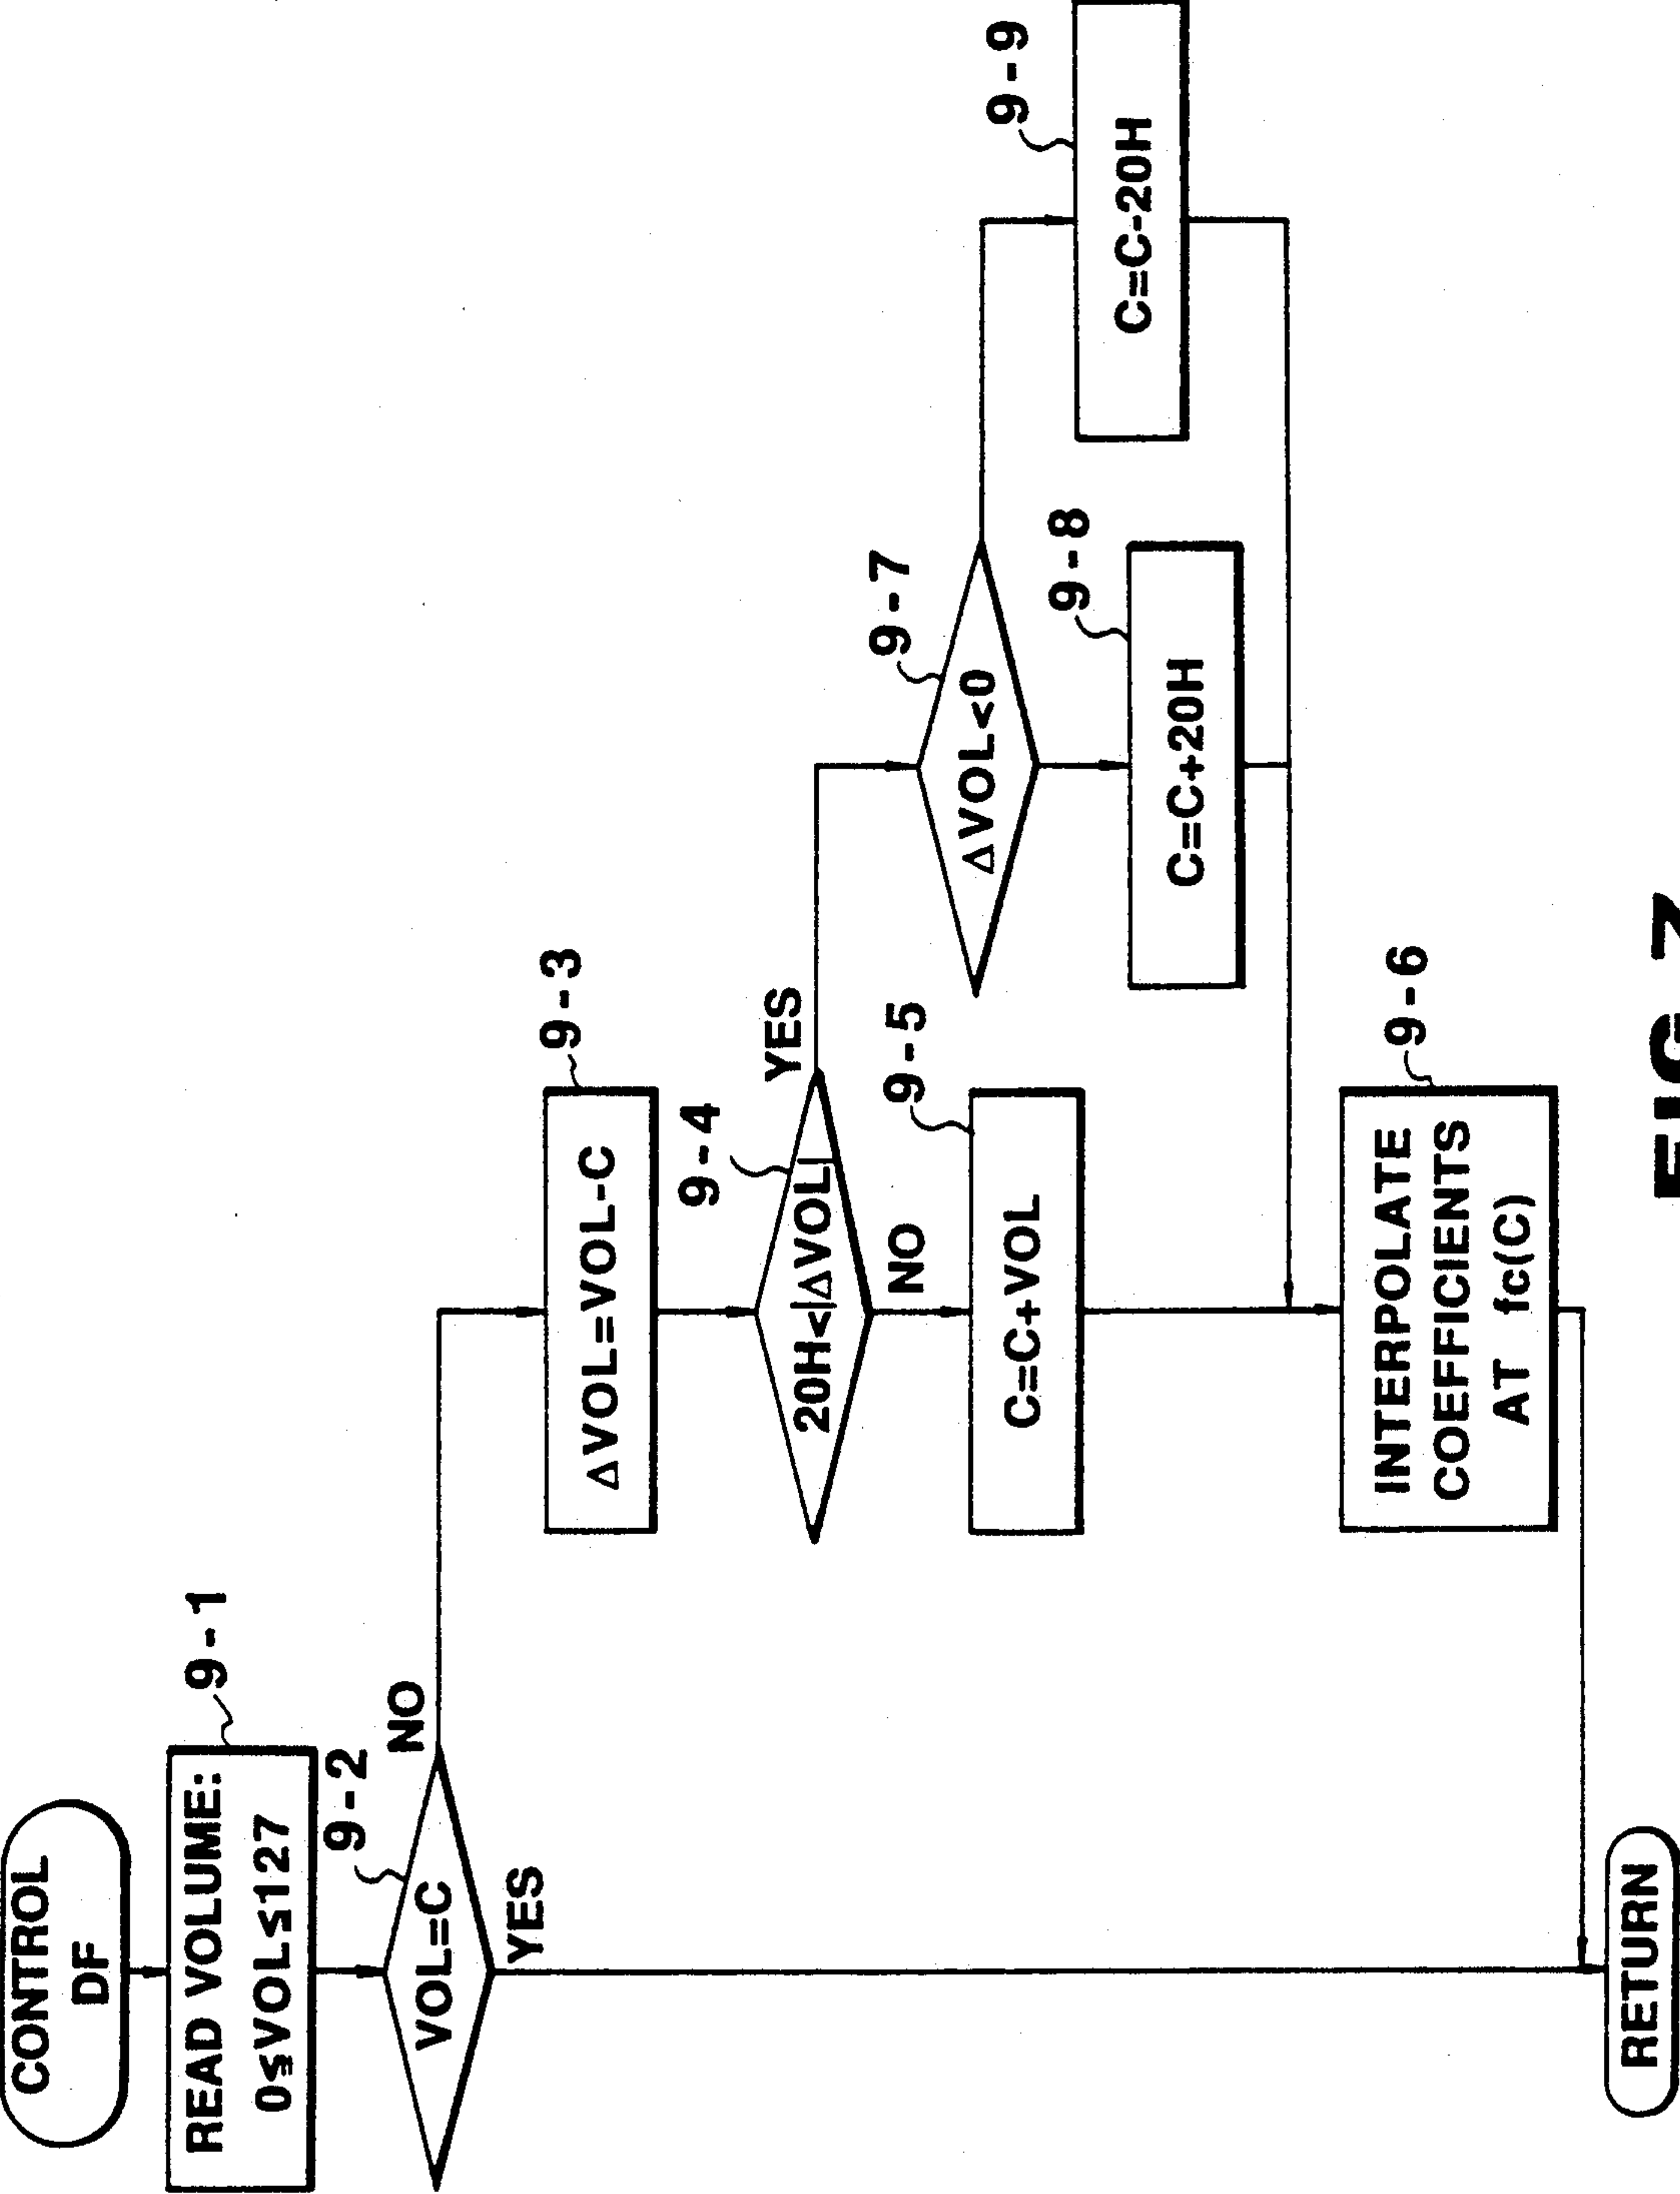 CONTROL
DF
9-1
READ VOLUME:
0≦VOL≦127
9-2
VOL=C
NO
YES
9-3
ΔVOL=VOL-C
9-4
20H<|ΔVOL|
YES
NO
9-5
C=C+VOL
9-7
ΔVOL<0
9-8
C=C+20H
9-9
C=C-20H
9-6
INTERPOLATE
COEFFICIENTS
AT fc(C)
RETURN